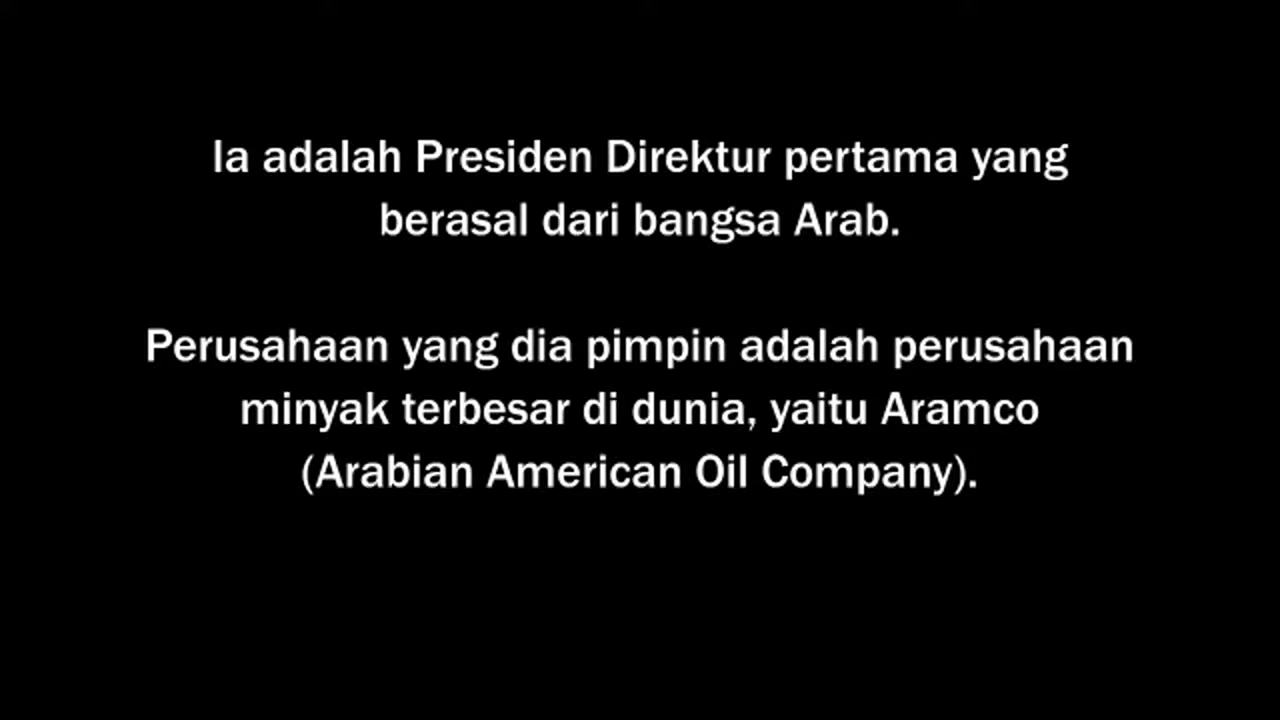 Ia adalah Presiden Direktur pertama yang
berasal dari bangsa Arab.
Perusahaan yang dia pimpin adalah perusahaan
minyak terbesar di dunia, yaitu Aramco
(Arabian American Oil Company).